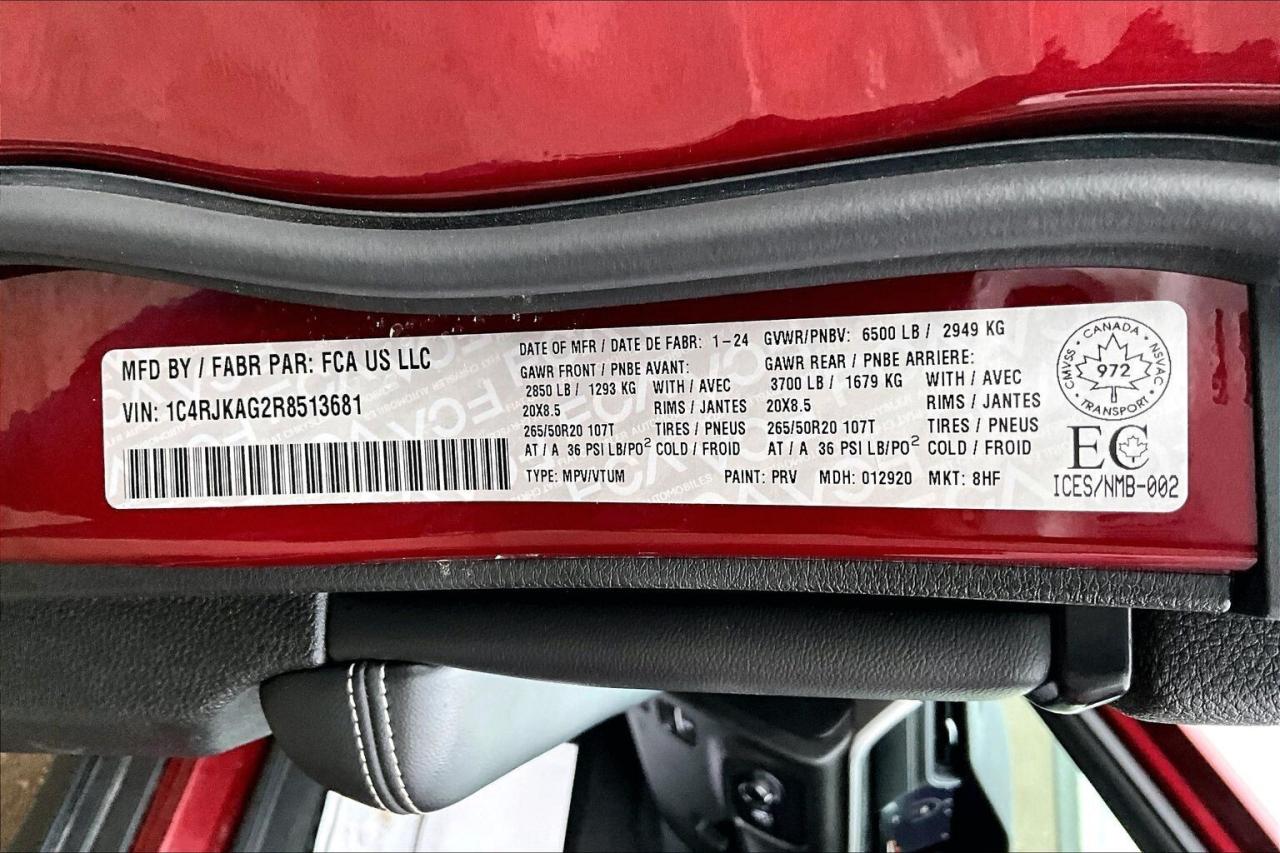 MFD BY / FABR PAR: FCA US LLC
VIN: 1C4RJKAG2R8513681
DATE OF MFR / DATE DE FABR: 1-24 GVWR/PNBV: 6500 LB / 2949 KG
GAWR FRONT / PNBE AVANT: GAWR REAR / PNBE ARRIERE:
2850 LB / 1293 KG WITH / AVEC 3700 LB / 1679 KG WITH / AVEC
20X8.5 RIMS / JANTES 20X8.5 RIMS / JANTES
265/50R20 107T TIRES / PNEUS 265/50R20 107T TIRES / PNEUS
AT / A 36 PSI LB/PO² COLD / FROID AT / A 36 PSI LB/PO² COLD / FROID
TYPE: MPV/VTUM PAINT: PRV MDH: 012920 MKT: 8HF
CANADA
CMVSS 972 NSVAC
TRANSPORT
EC
ICES/NMB-002